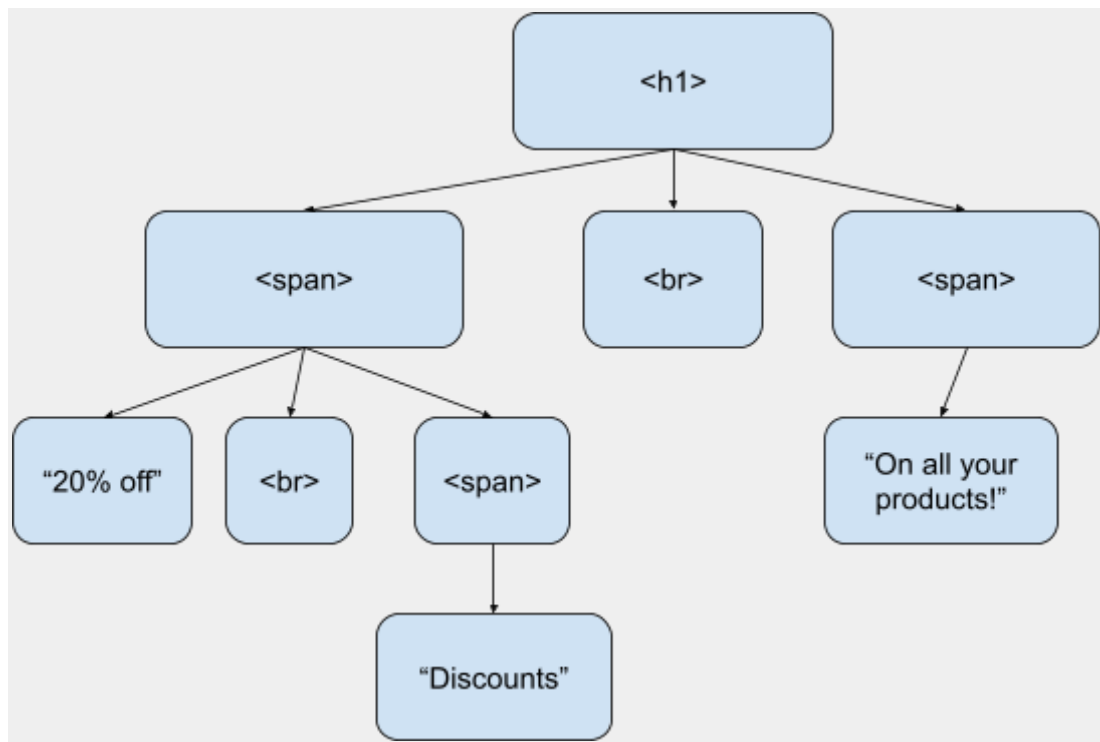 <h1>
<span>
<br>
<span>
“20% off”
<br>
<span>
“On all your
products!”
“Discounts”